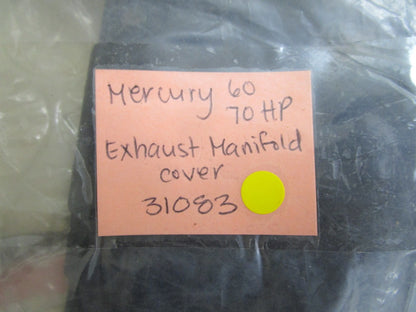 Mercury 60
70 HP
Exhaust Manifold
cover
31083